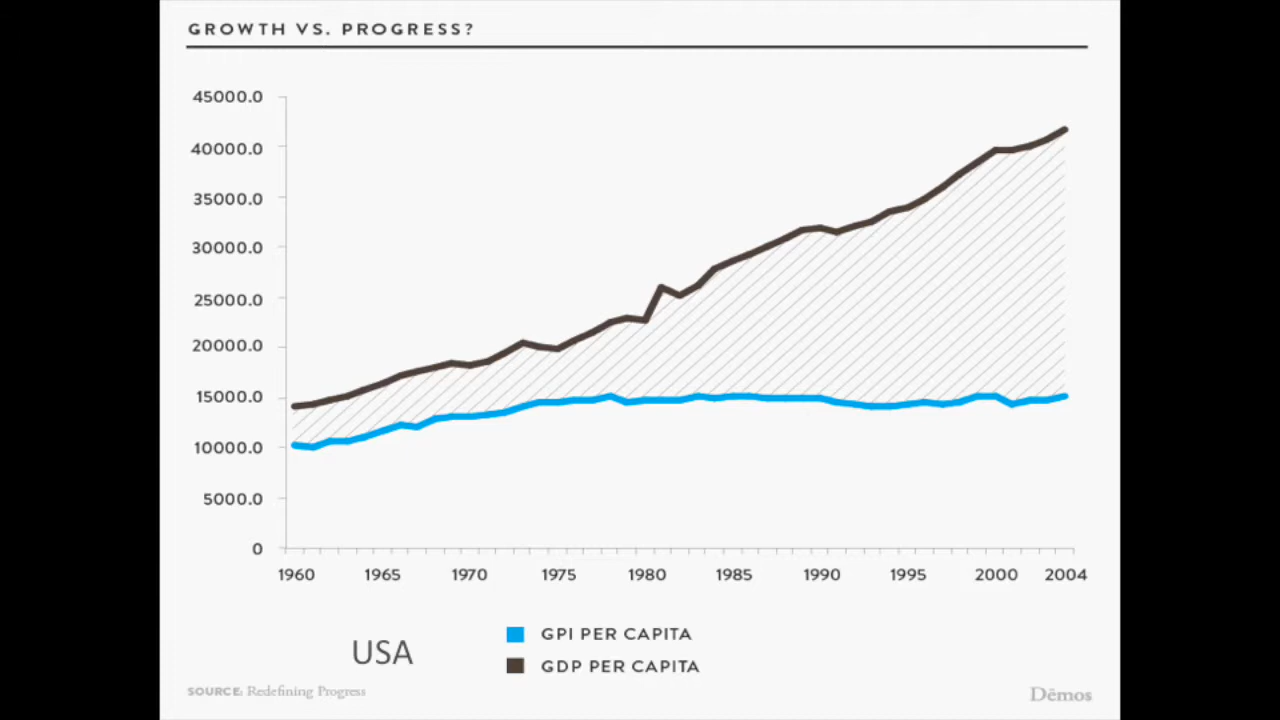 GROWTH VS. PROGRESS?
45000.0
40000.0
35000.0
30000.0
25000.0
20000.0
15000.0
10000.0
5000.0
0
1960 1965 1970 1975 1980 1985 1990 1995 2000 2004
GPI PER CAPITA
USA
GDP PER CAPITA
SOURCE: Redefining Progress
Dēmos